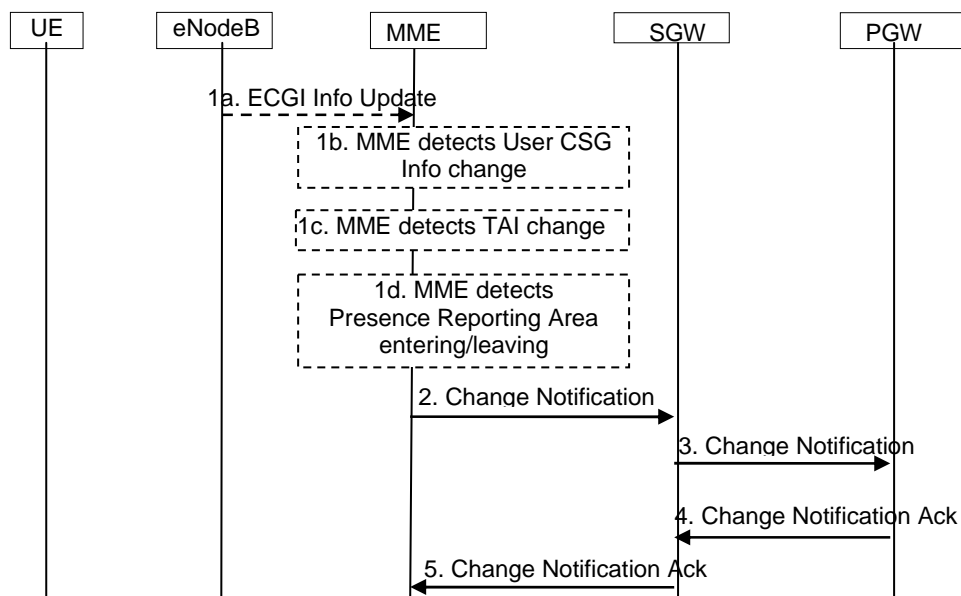 UE
eNodeB
MME
SGW
PGW
1a. ECGI Info Update
1b. MME detects User CSG
Info change
1c. MME detects TAI change
1d. MME detects
Presence Reporting Area
entering/leaving
2. Change Notification
3. Change Notification
4. Change Notification Ack
5. Change Notification Ack